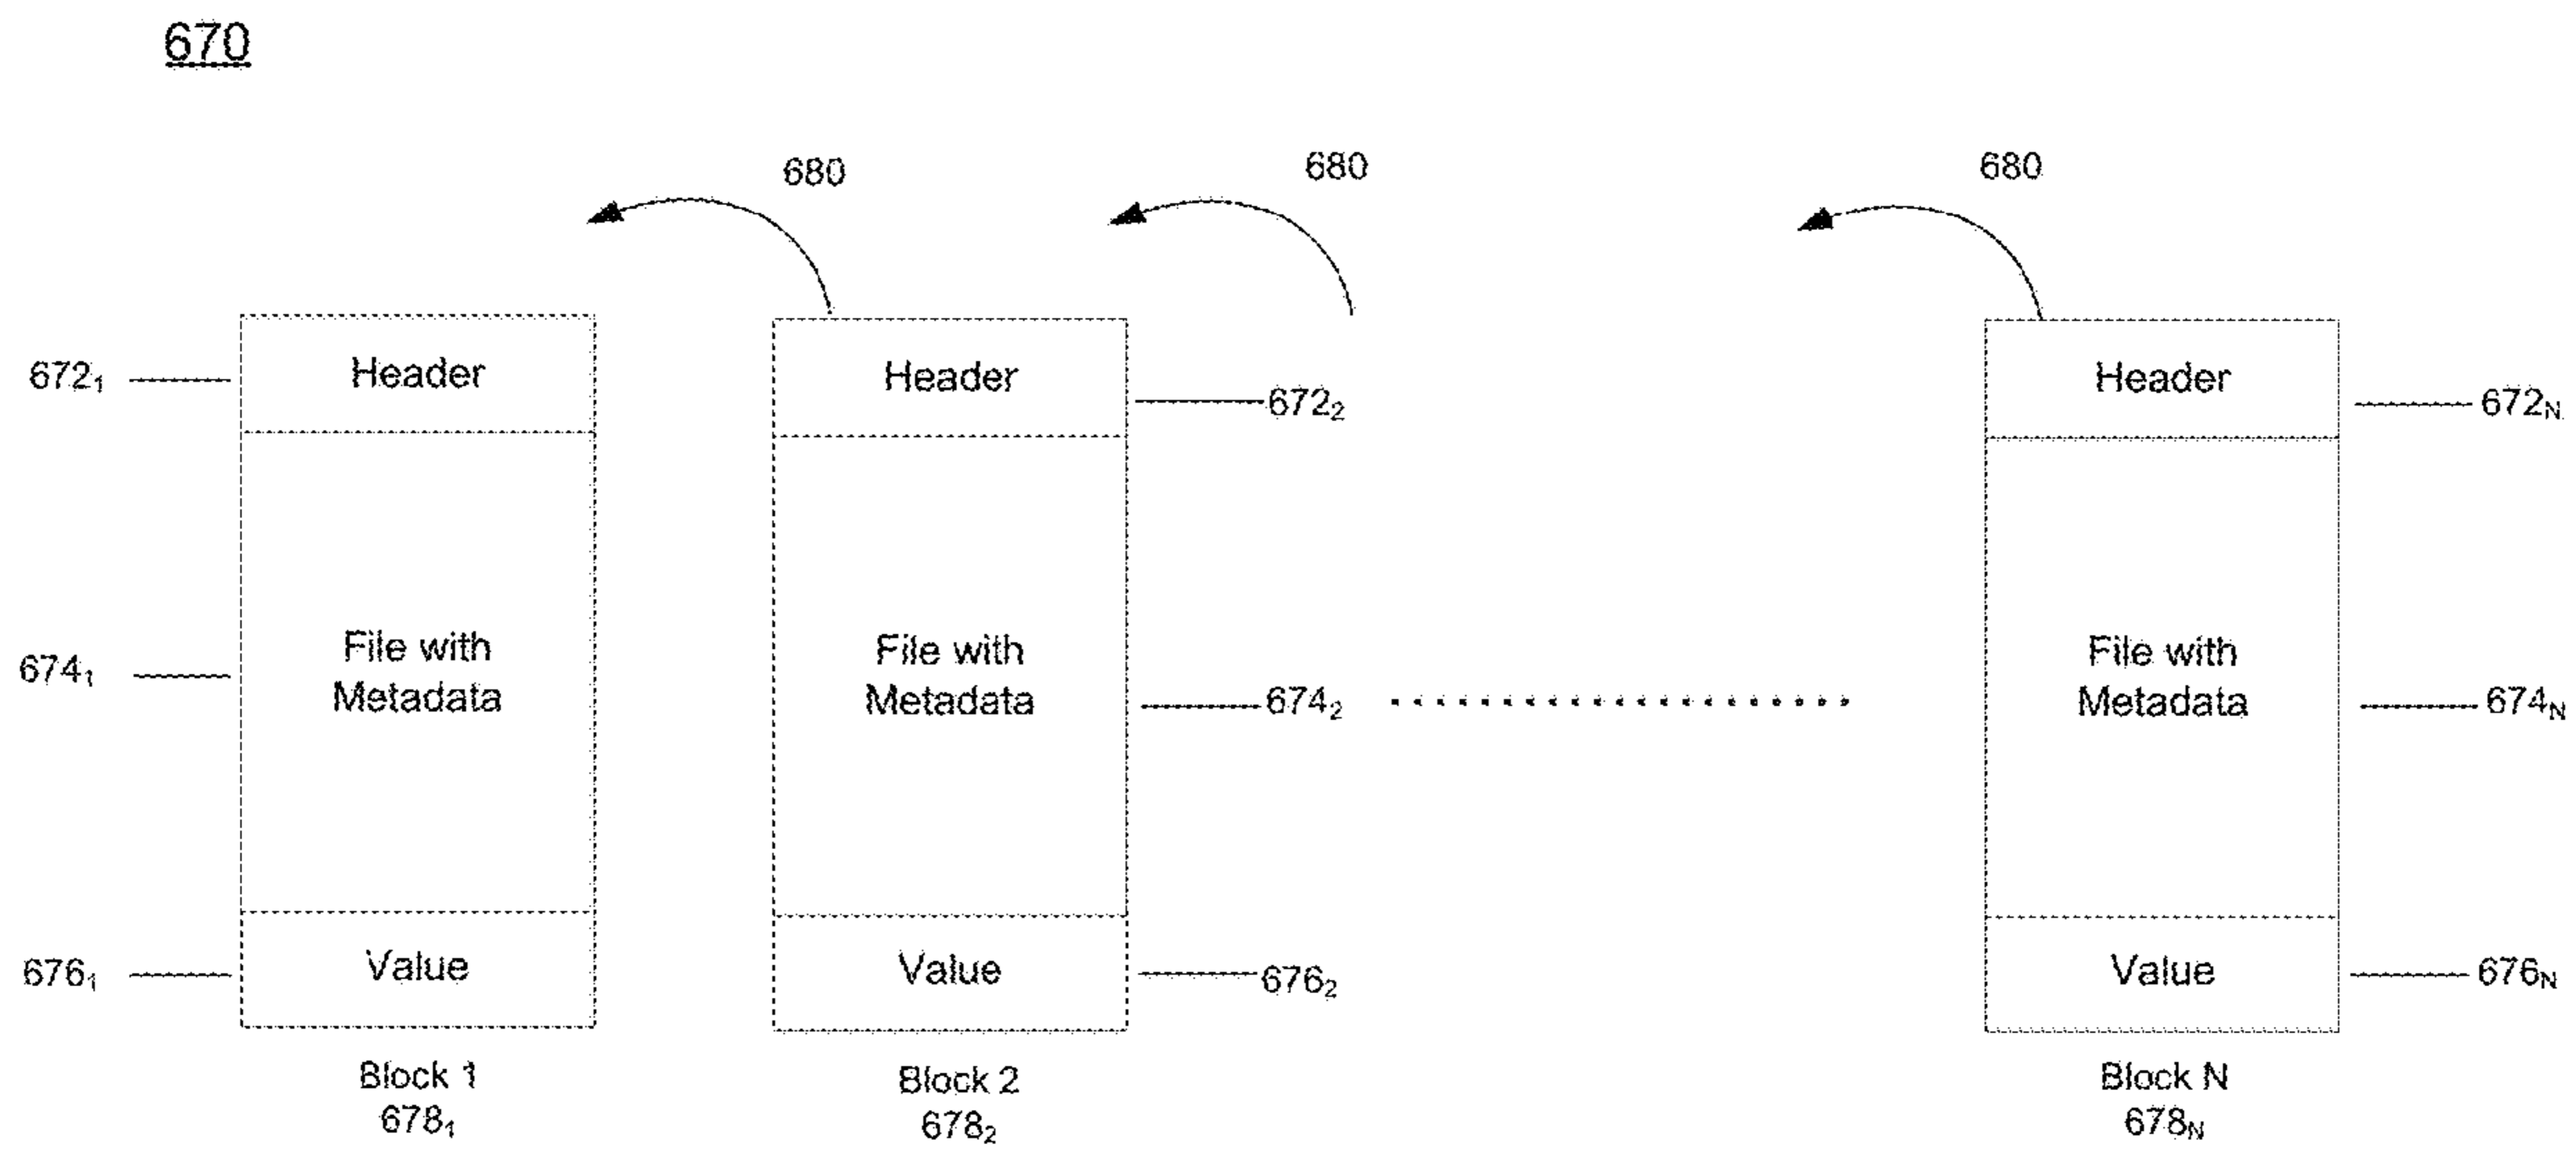 670
680
680
680
Header
Header
Header
672₁
672₂
672N
File with
Metadata
File with
Metadata
File with
Metadata
674₁
674₂
674N
Value
Value
Value
676₁
676₂
676N
Block 1
678₁
Block 2
678₂
Block N
678N